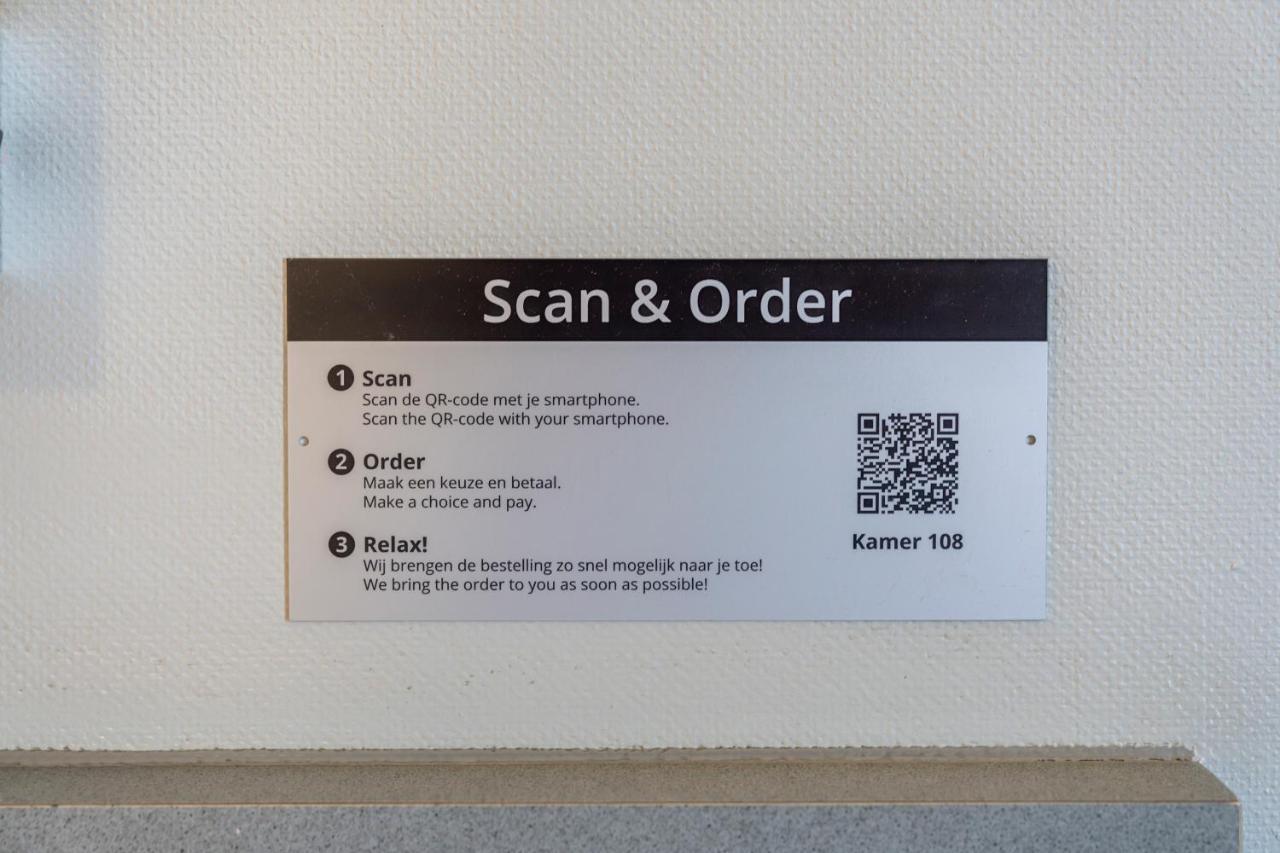 Scan & Order
1 Scan
Scan de QR-code met je smartphone.
Scan the QR-code with your smartphone.
2 Order
Maak een keuze en betaal.
Make a choice and pay.
3 Relax!
Wij brengen de bestelling zo snel mogelijk naar je toe!
We bring the order to you as soon as possible!
Kamer 108